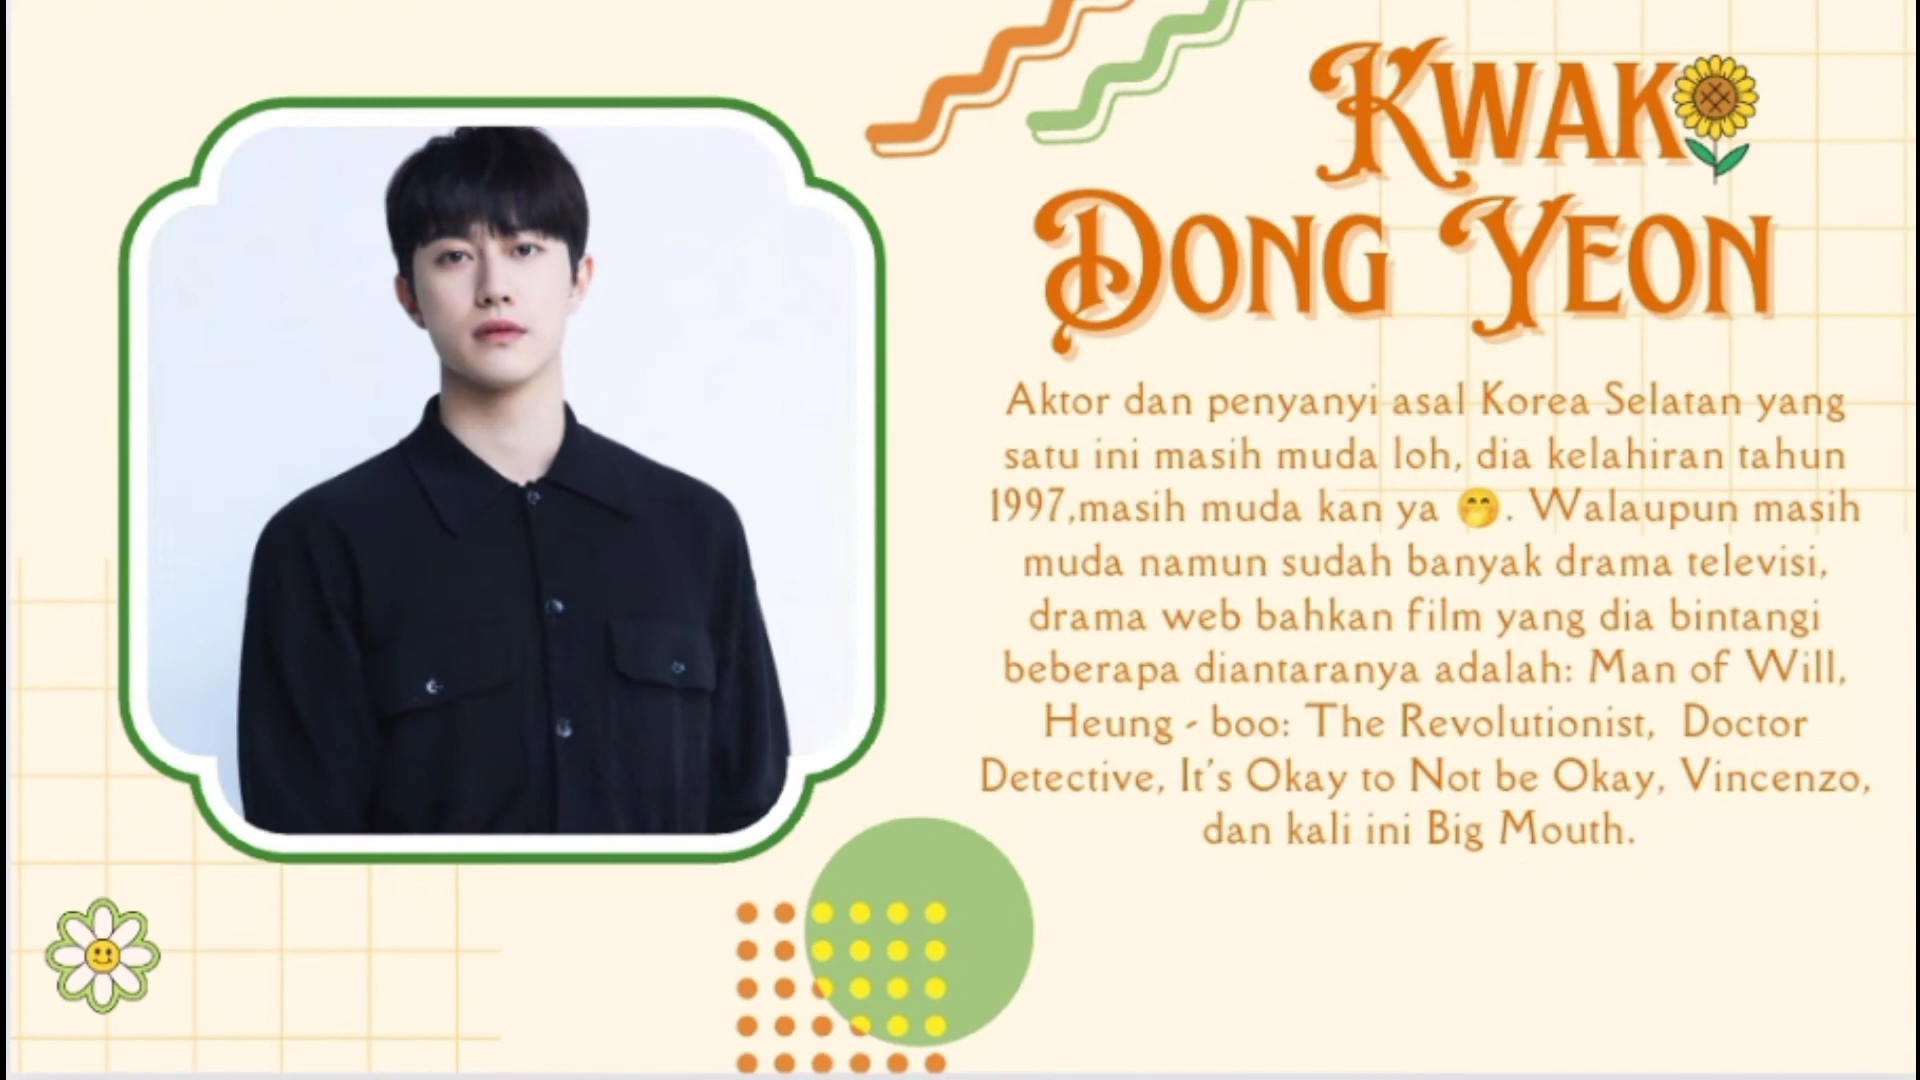 Kwak
Dong Yeon
Aktor dan penyanyi asal Korea Selatan yang
satu ini masih muda loh, dia kelahiran tahun
1997,masih muda kan ya 🤭. Walaupun masih
muda namun sudah banyak drama televisi,
drama web bahkan film yang dia bintangi
beberapa diantaranya adalah: Man of Will,
Heung - boo: The Revolutionist, Doctor
Detective, It's Okay to Not be Okay, Vincenzo,
dan kali ini Big Mouth.